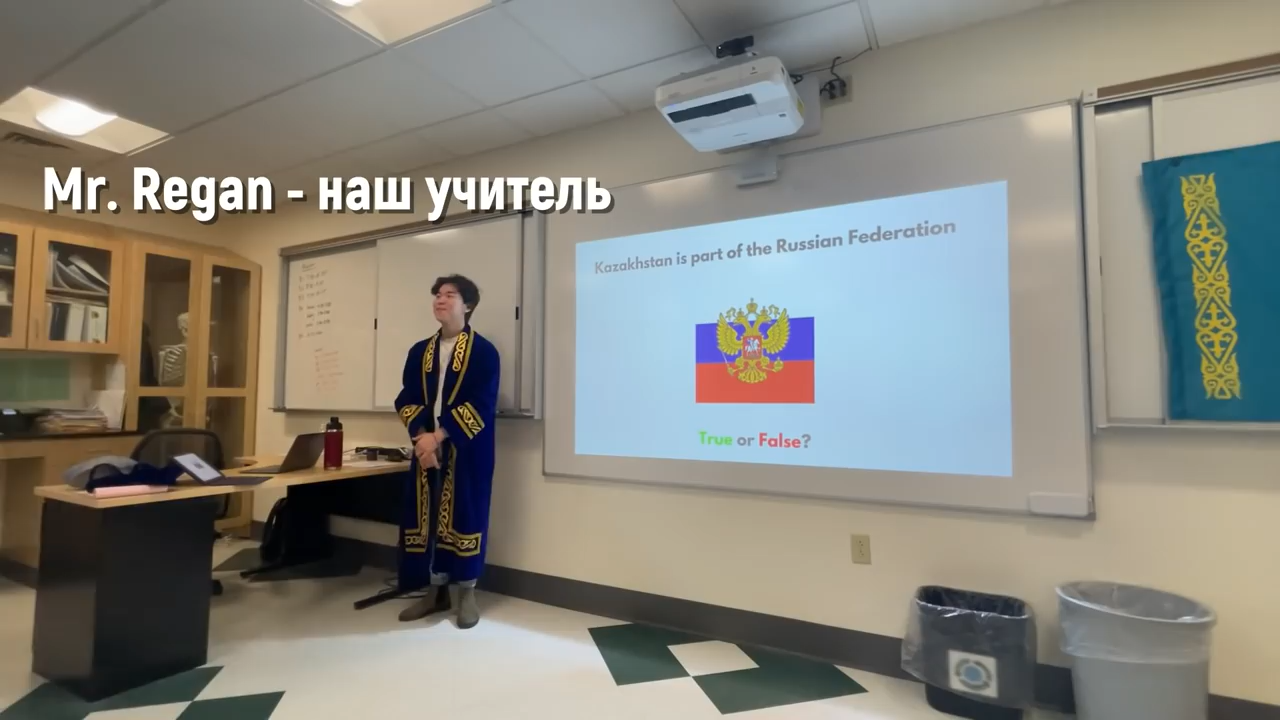 Mr. Regan - наш учитель
Kazakhstan is part of the Russian Federation
True or False?